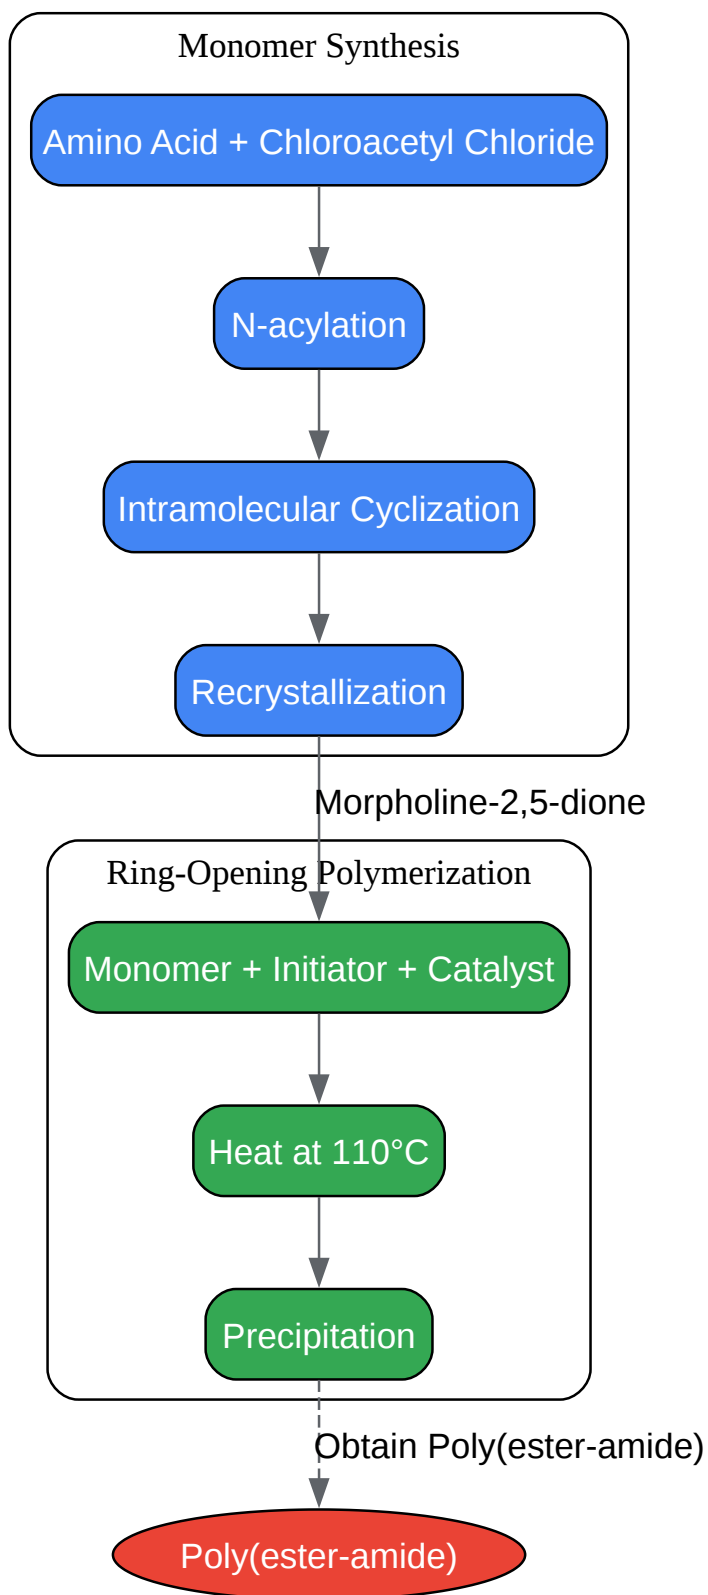 Monomer Synthesis
Amino Acid + Chloroacetyl Chloride
N-acylation
Intramolecular Cyclization
Recrystallization
Morpholine-2,5-dione
Ring-Opening Polymerization
Monomer + Initiator + Catalyst
Heat at 110°C
Precipitation
Obtain Poly(ester-amide)
Poly(ester-amide)